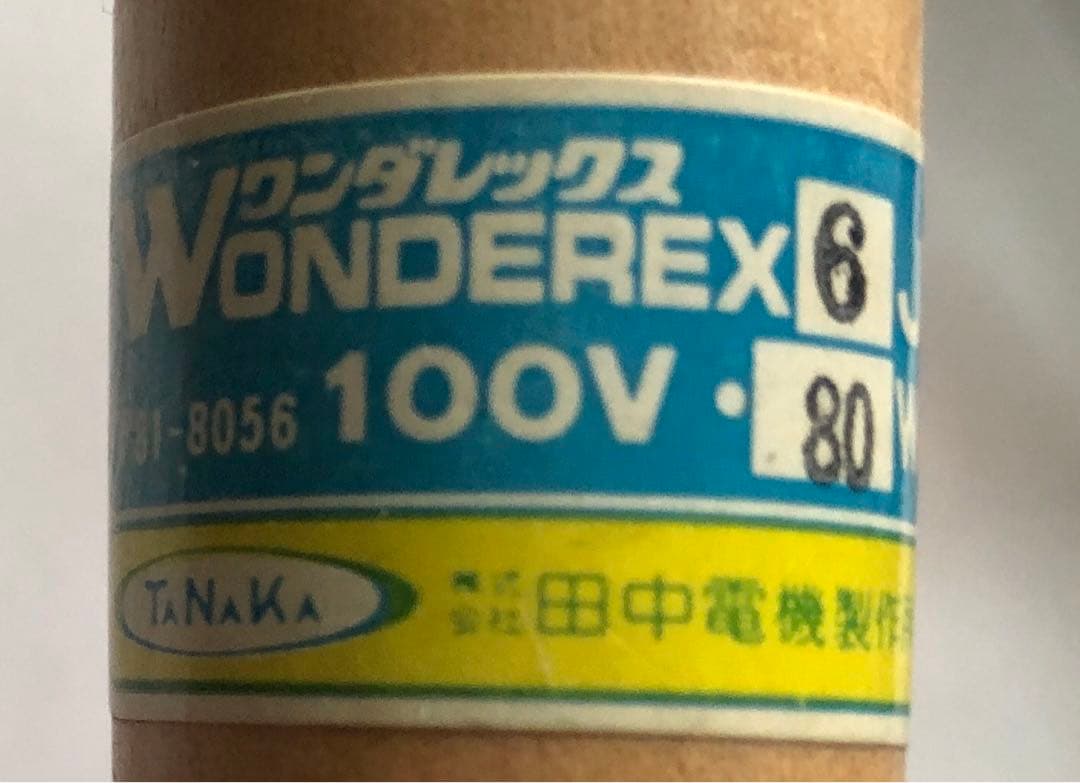 ワンダレックス
WONDEREX 6
100V・80
-8056
TANAKA
株式会社 田中電機製作